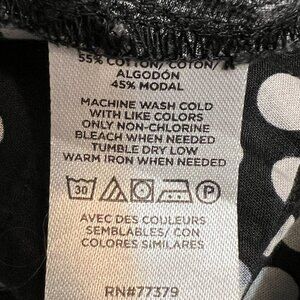 55% COTTON/ COTON/
ALGODÓN
45% MODAL
MACHINE WASH COLD
WITH LIKE COLORS
ONLY NON-CHLORINE
BLEACH WHEN NEEDED
TUMBLE DRY LOW
WARM IRON WHEN NEEDED
30 P
AVEC DES COULEURS
SEMBLABLES/ CON
COLORES SIMILARES
RN#77379